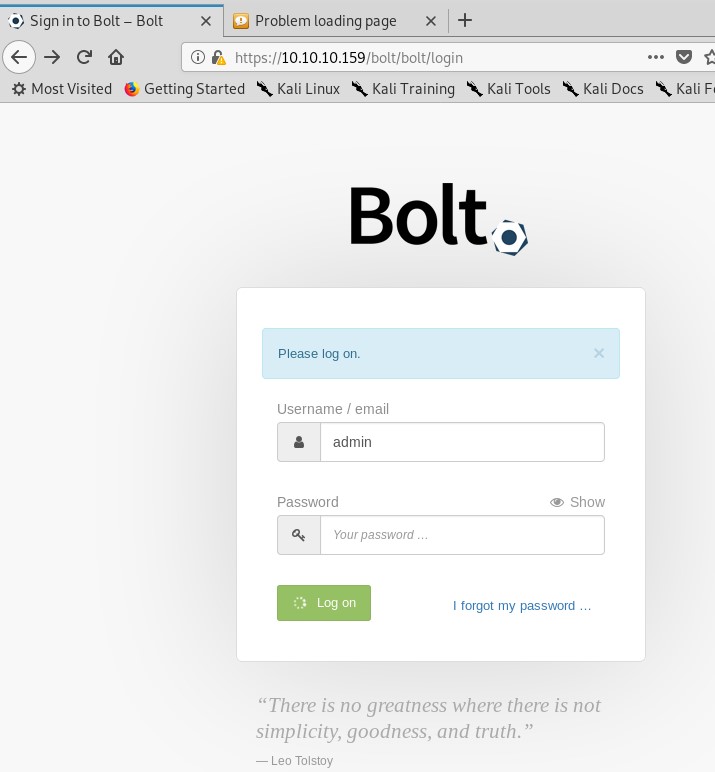 Sign in to Bolt – Bolt
Problem loading page
https://10.10.10.159/bolt/bolt/login
Most Visited Getting Started Kali Linux Kali Training Kali Tools Kali Docs Kali F
Bolt
Please log on.
Username / email
admin
Password Show
Your password ...
Log on I forgot my password ...
“There is no greatness where there is not
simplicity, goodness, and truth.”
— Leo Tolstoy